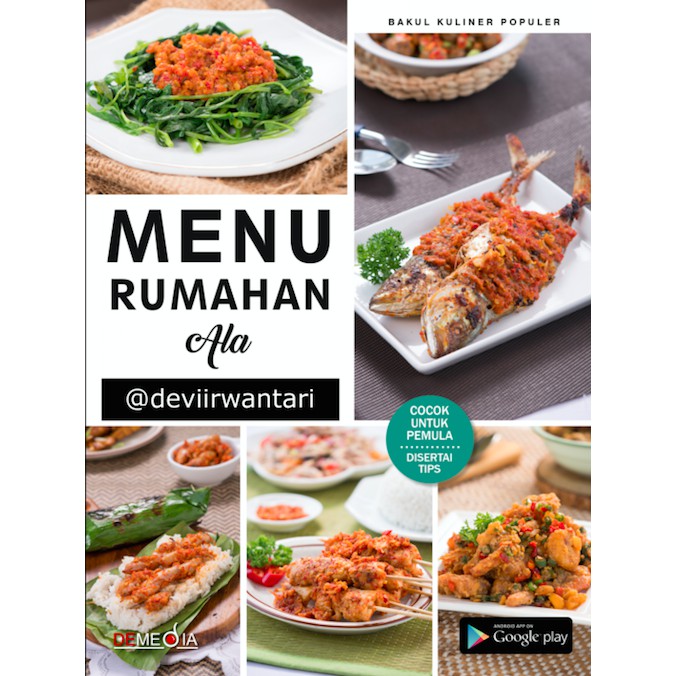 BAKUL KULINER POPULER
MENU
RUMAHAN
Ala
@deviirwantari
COCOK
UNTUK
PEMULA
DISERTAI
TIPS
DEMEDIA
ANDROID APP ON
Google play